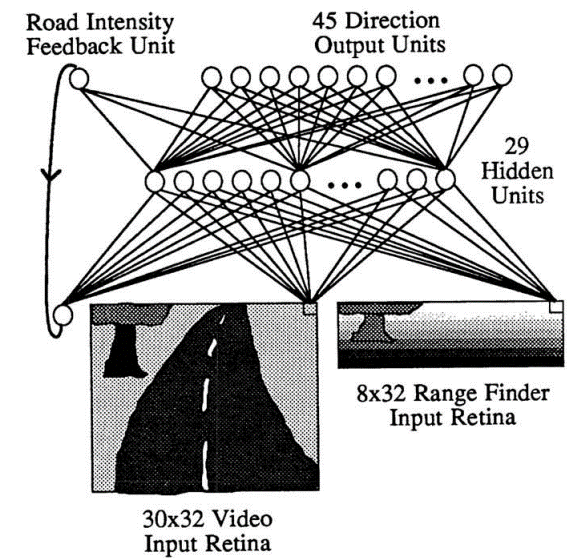 Road Intensity
Feedback Unit
45 Direction
Output Units
29
Hidden
Units
8x32 Range Finder
Input Retina
30x32 Video
Input Retina